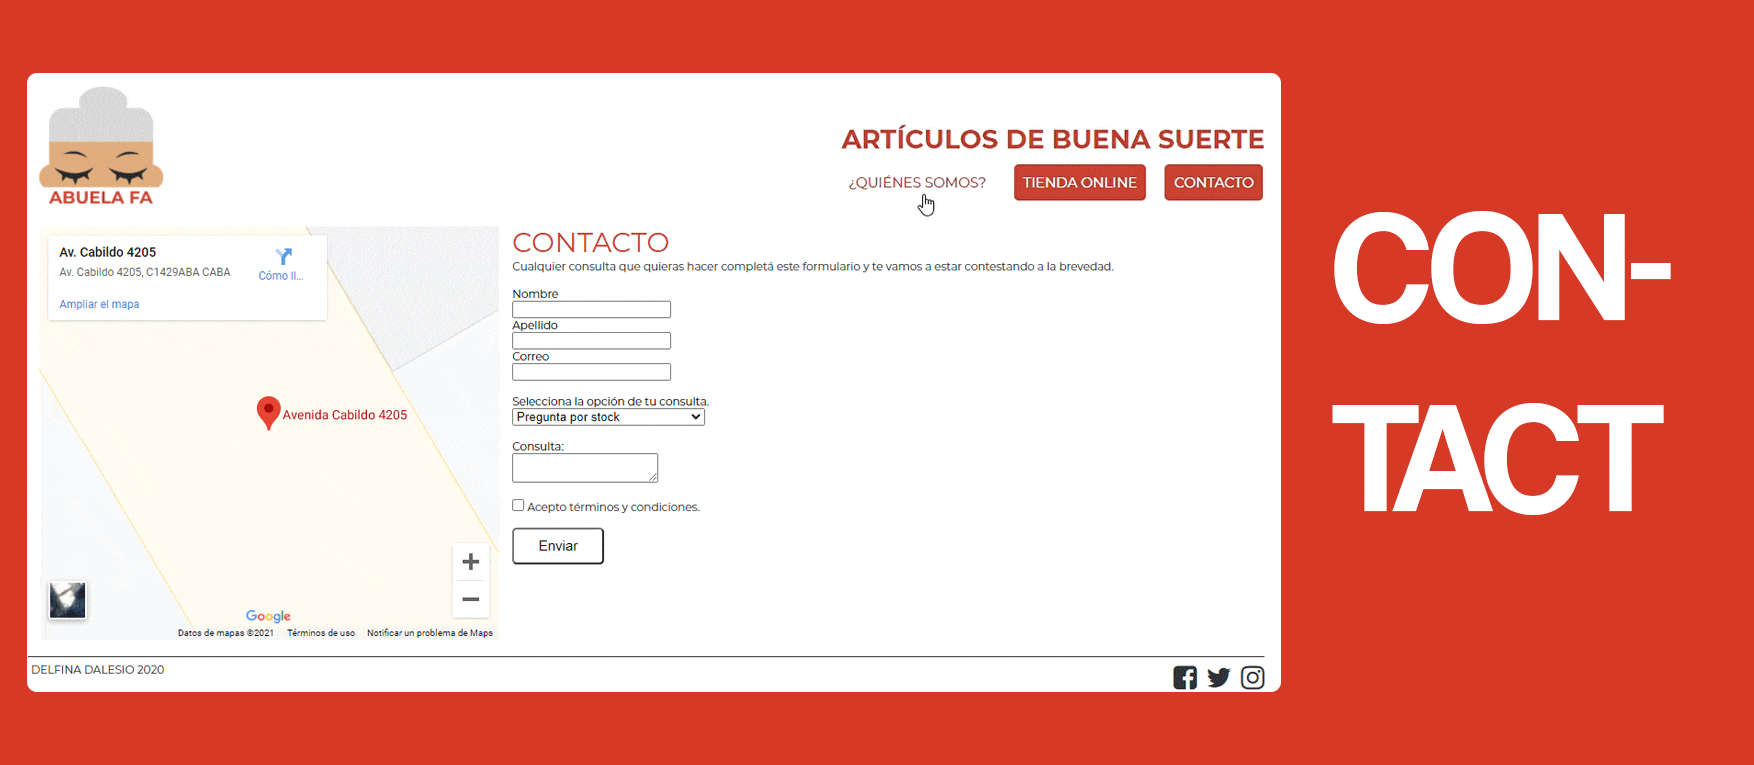 ABUELA FA
ARTÍCULOS DE BUENA SUERTE
¿QUIÉNES SOMOS?
TIENDA ONLINE
CONTACTO
Av. Cabildo 4205
Av. Cabildo 4205, C1429ABA CABA
Cómo ll...
Ampliar el mapa
Avenida Cabildo 4205
Google
Datos de mapas ©2021 Términos de uso Notificar un problema de Maps
CONTACTO
Cualquier consulta que quieras hacer completá este formulario y te vamos a estar contestando a la brevedad.
Nombre
Apellido
Correo
Selecciona la opción de tu consulta.
Pregunta por stock
Consulta:
Acepto términos y condiciones.
Enviar
DELFINA DALESIO 2020
CON-
TACT